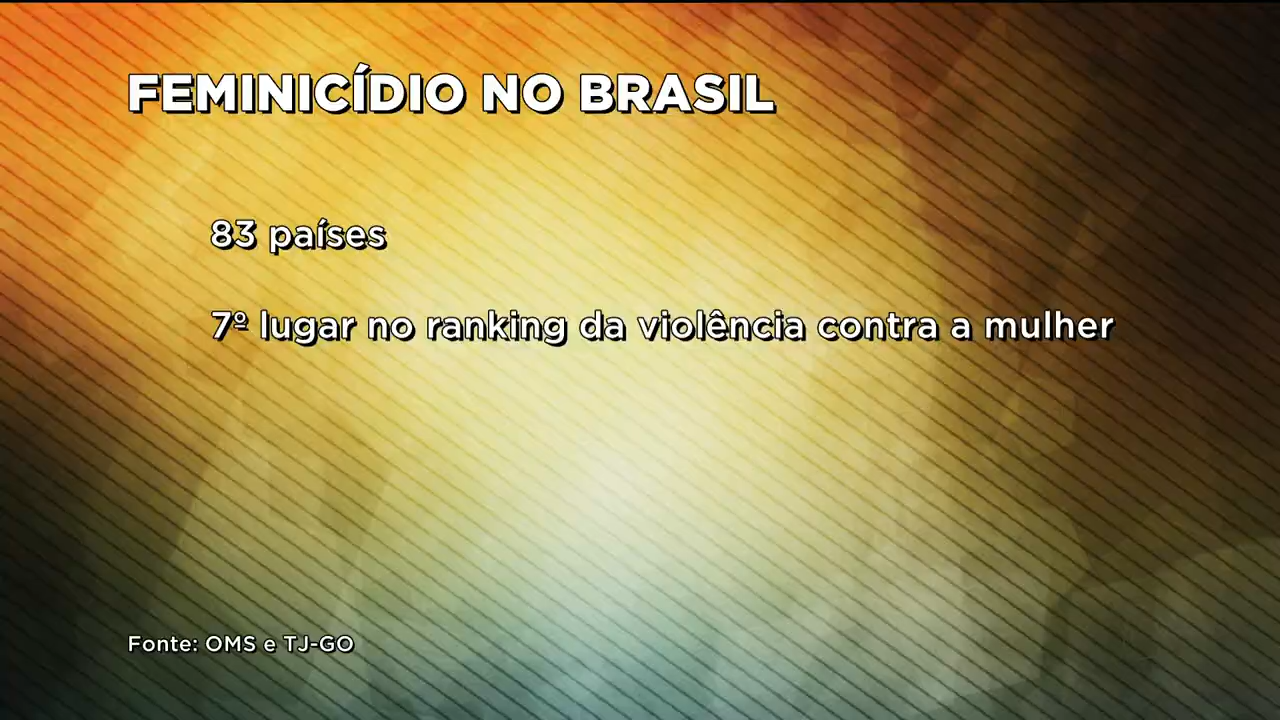 FEMINICÍDIO NO BRASIL
83 países
7º lugar no ranking da violência contra a mulher
Fonte: OMS e TJ-GO